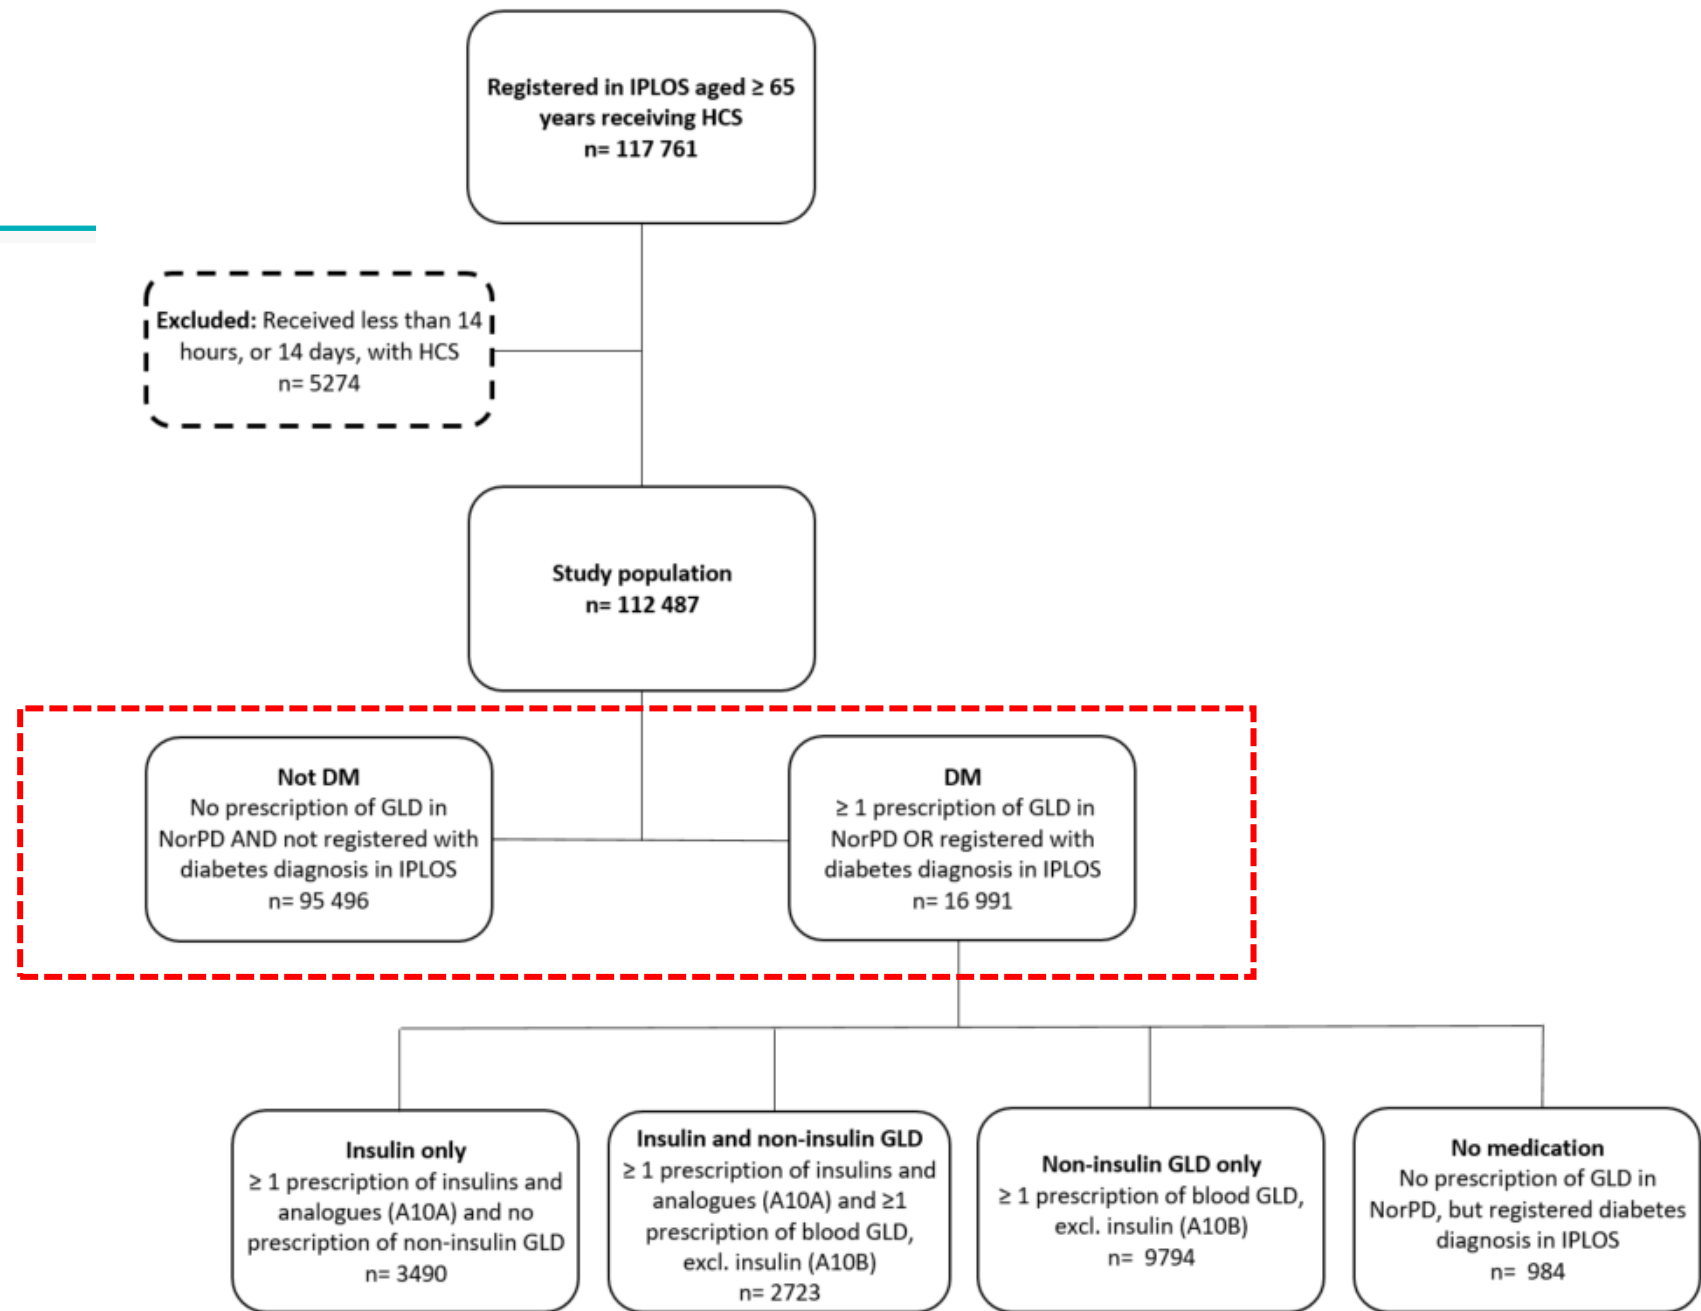 Registered in IPLOS aged ≥ 65
years receiving HCS
n= 117 761
Excluded: Received less than 14
hours, or 14 days, with HCS
n= 5274
Study population
n= 112 487
Not DM
No prescription of GLD in
NorPD AND not registered with
diabetes diagnosis in IPLOS
n= 95 496
DM
≥ 1 prescription of GLD in
NorPD OR registered with
diabetes diagnosis in IPLOS
n= 16 991
Insulin only
≥ 1 prescription of insulins and
analogues (A10A) and no
prescription of non-insulin GLD
n= 3490
Insulin and non-insulin GLD
≥ 1 prescription of insulins and
analogues (A10A) and ≥1
prescription of blood GLD,
excl. insulin (A10B)
n= 2723
Non-insulin GLD only
≥ 1 prescription of blood GLD,
excl. insulin (A10B)
n= 9794
No medication
No prescription of GLD in
NorPD, but registered diabetes
diagnosis in IPLOS
n= 984